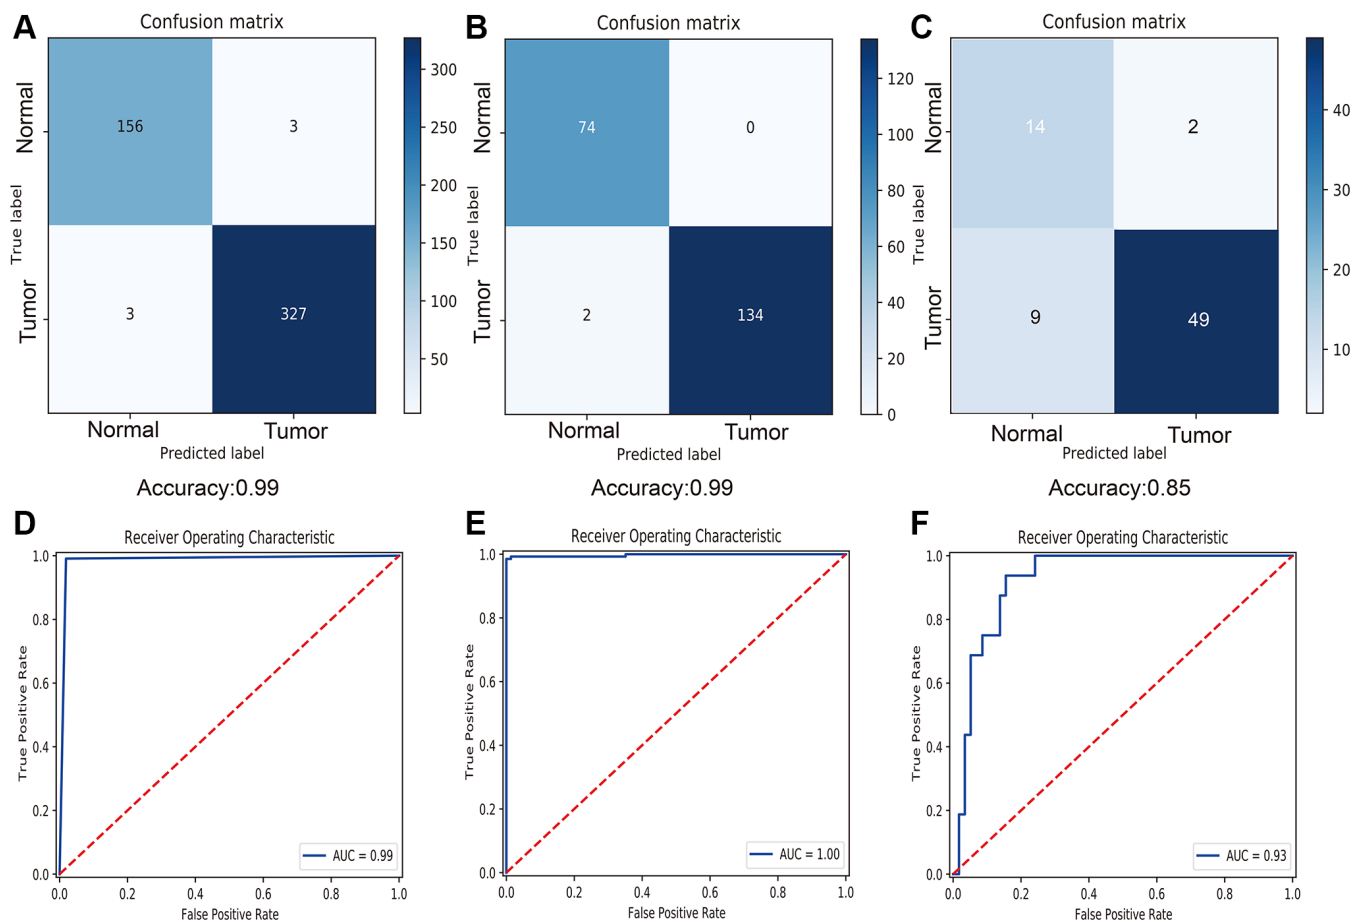 A
Confusion matrix
Normal
True label
Tumor
156
3
3
327
300
250
200
150
100
50
Normal
Tumor
Predicted label
Accuracy:0.99
B
Confusion matrix
Normal
True label
Tumor
74
0
2
134
120
100
80
60
40
20
0
Normal
Tumor
Predicted label
Accuracy:0.99
C
Confusion matrix
Normal
True label
Tumor
14
2
9
49
40
30
20
10
Normal
Tumor
Predicted label
Accuracy:0.85
D
Receiver Operating Characteristic
True Positive Rate
1.0
0.8
0.6
0.4
0.2
0.0
AUC = 0.99
0.0
0.2
0.4
0.6
0.8
1.0
False Positive Rate
E
Receiver Operating Characteristic
True Positive Rate
1.0
0.8
0.6
0.4
0.2
0.0
AUC = 1.00
0.0
0.2
0.4
0.6
0.8
1.0
False Positive Rate
F
Receiver Operating Characteristic
True Positive Rate
1.0
0.8
0.6
0.4
0.2
0.0
AUC = 0.93
0.0
0.2
0.4
0.6
0.8
1.0
False Positive Rate